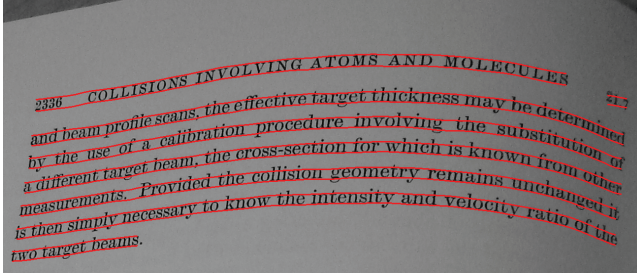 2336 COLLISIONS INVOLVING ATOMS AND MOLECULES 21.7
and beam profile scans, the effective target thickness may be determined
by the use of a calibration procedure involving the substitution of
a different target beam, the cross-section for which is known from other
measurements. Provided the collision geometry remains unchanged it
is then simply necessary to know the intensity and velocity ratio of the
two target beams.